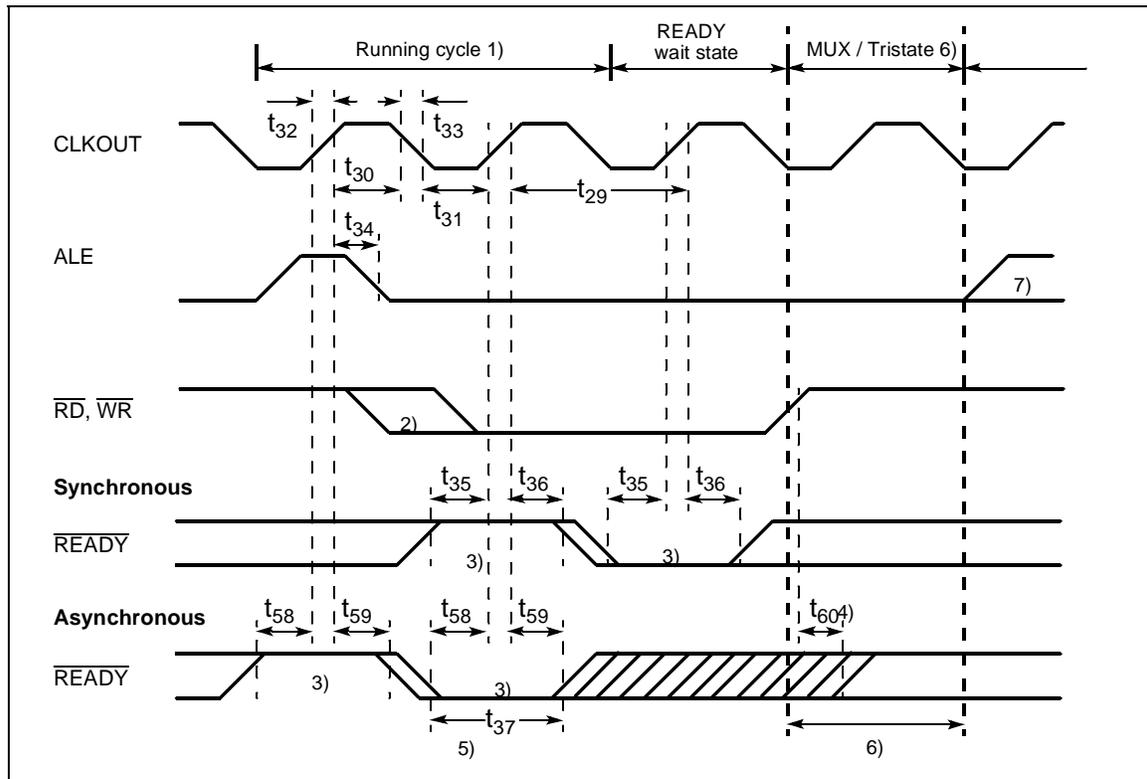 READY
Running cycle 1)
wait state
MUX / Tristate 6)
t32
t33
CLKOUT
t30
t31
t29
t34
ALE
7)
RD, WR
2)
Synchronous
t35
t36
t35
t36
READY
3)
3)
Asynchronous
t58
t59
t58
t59
t604)
READY
3)
3)
t37
5)
6)